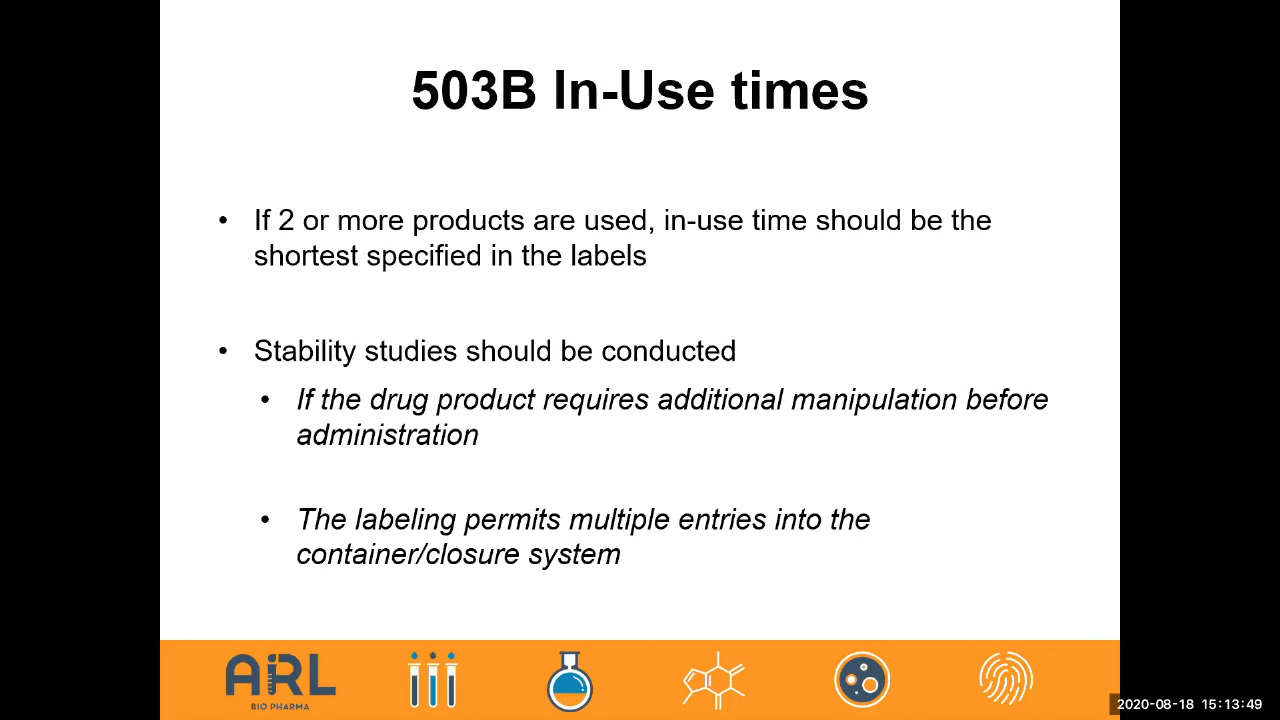 503B In-Use times
• If 2 or more products are used, in-use time should be the
shortest specified in the labels
• Stability studies should be conducted
• If the drug product requires additional manipulation before
administration
• The labeling permits multiple entries into the
container/closure system
ARL
BIO PHARMA
2020-08-18 15:13:49